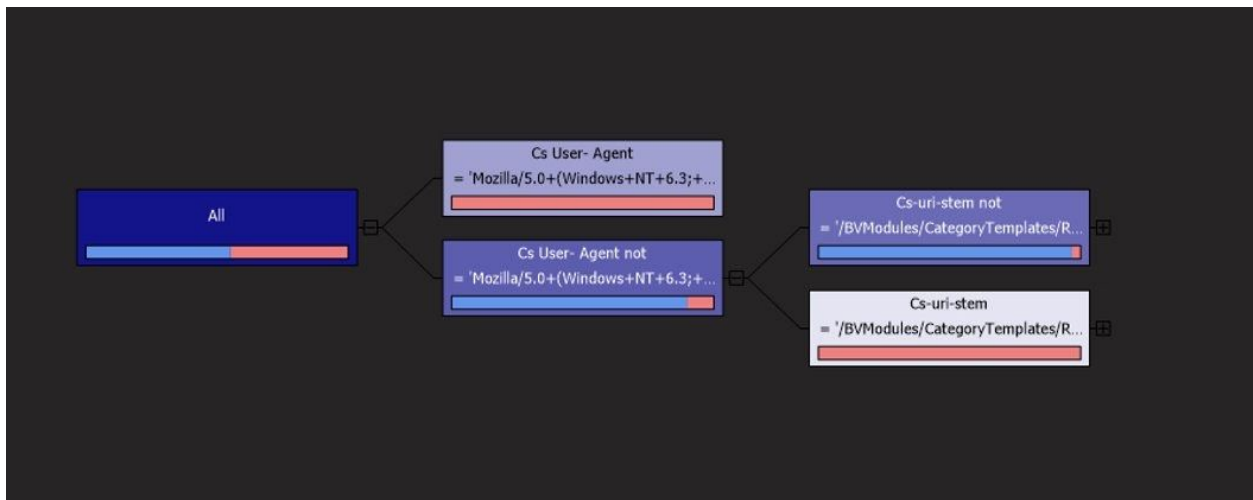 All
Cs User- Agent
= 'Mozilla/5.0+(Windows+NT+6.3;+...
Cs User- Agent not
= 'Mozilla/5.0+(Windows+NT+6.3;+...
Cs-uri-stem not
= '/BVModules/CategoryTemplates/R...
Cs-uri-stem
= '/BVModules/CategoryTemplates/R...